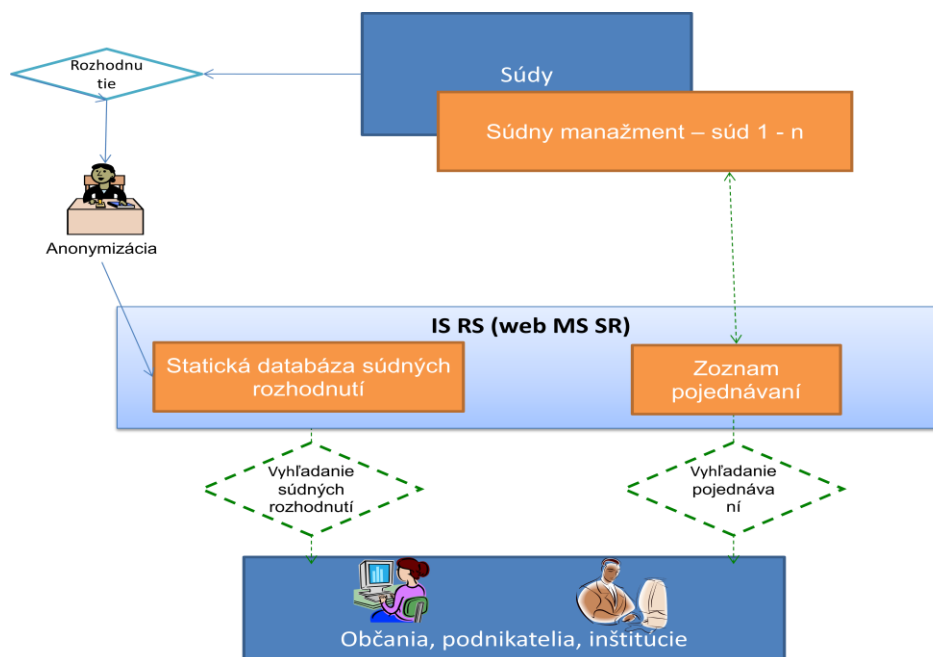 Rozhodnu
tie
Súdy
Súdny manažment – súd 1 - n
Anonymizácia
IS RS (web MS SR)
Statická databáza súdných
rozhodnutí
Zoznam
pojednávaní
Vyhľadanie
súdných
rozhodnutí
Vyhľadanie
pojednáva
ní
Občania, podnikatelia, inštitúcie